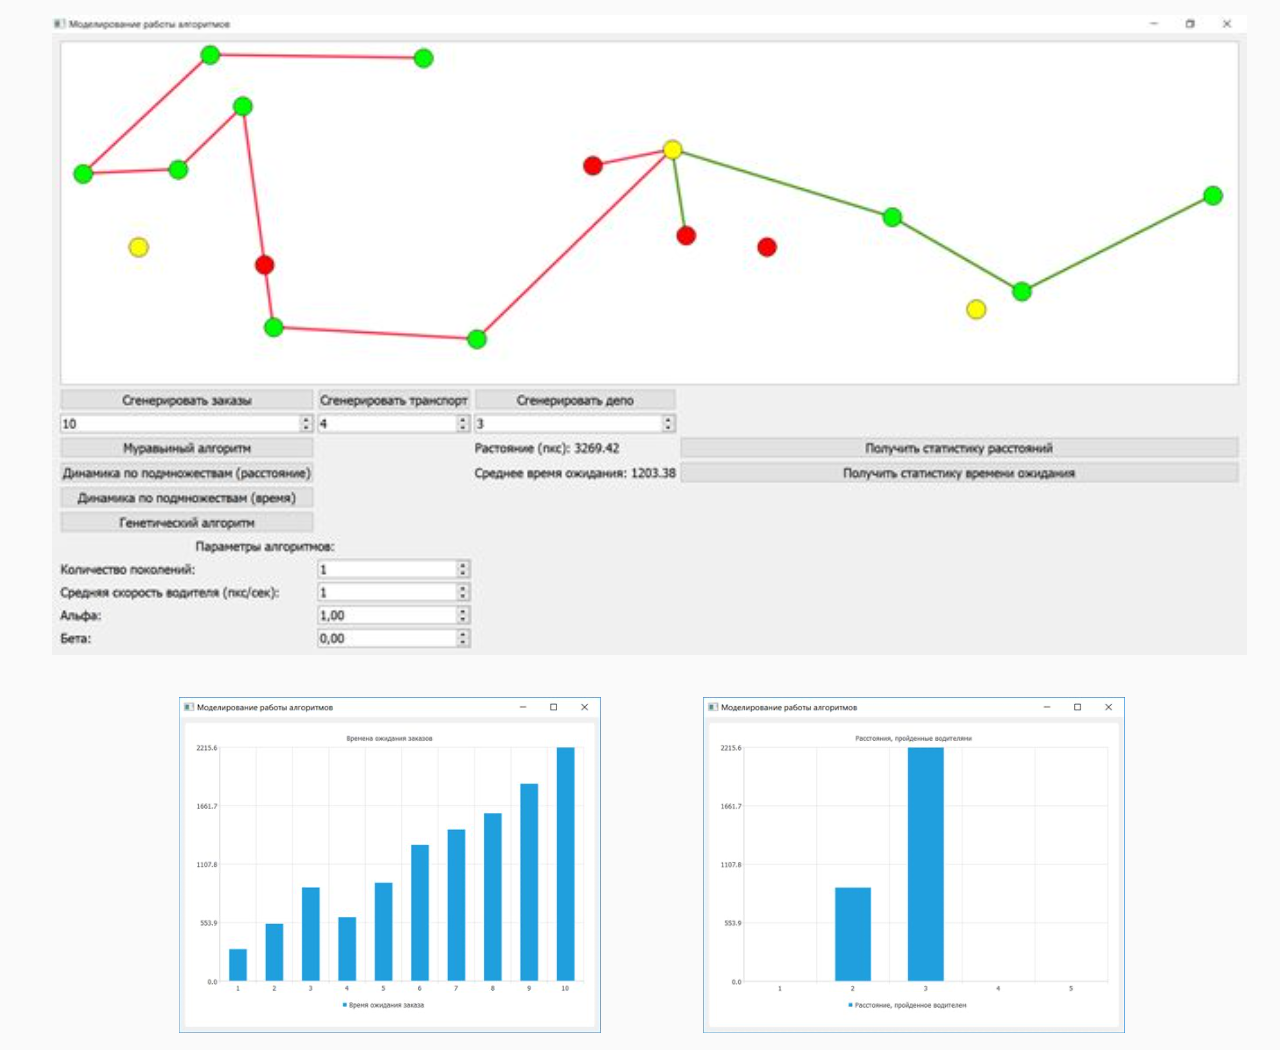 Моделирование работы алгоритмов
Сгенерировать заказы
Сгенерировать транспорт
Сгенерировать депо
10
4
3
Муравьиный алгоритм
Растояние (пкс): 3269.42
Получить статистику расстояний
Динамика по подмножествам (расстояние)
Среднее время ожидания: 1203.38
Получить статистику времени ожидания
Динамика по подмножествам (время)
Генетический алгоритм
Параметры алгоритмов:
Количество поколений:
1
Средняя скорость водителя (пкс/сек):
1
Альфа:
1,00
Бета:
0,00
Моделирование работы алгоритмов
Времена ожидания заказов
2215.6
1661.7
1107.8
553.9
0.0
1 2 3 4 5 6 7 8 9 10
Время ожидания заказа
Моделирование работы алгоритмов
Расстояния, пройденные водителями
2215.6
1661.7
1107.8
553.9
0.0
1 2 3 4 5
Расстояние, пройденное водителем